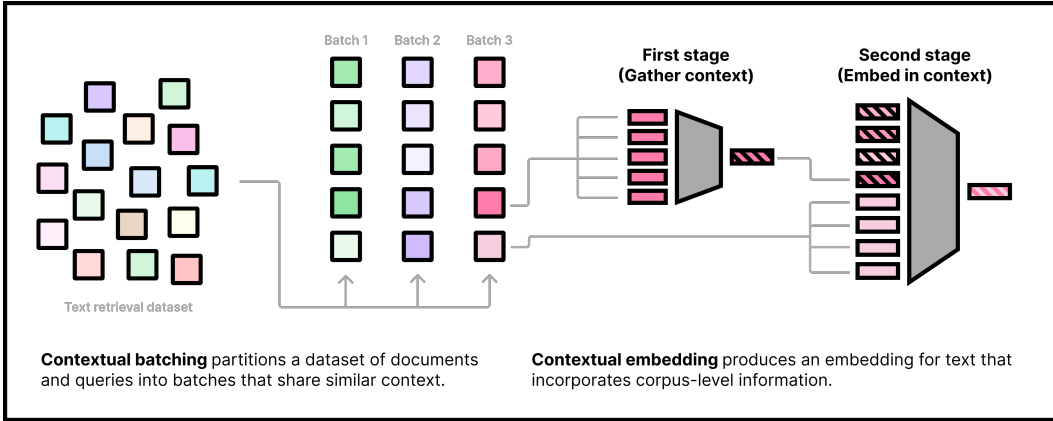 Batch 1
Batch 2
Batch 3
First stage
(Gather context)
Second stage
(Embed in context)
Text retrieval dataset
Contextual batching partitions a dataset of documents
and queries into batches that share similar context.
Contextual embedding produces an embedding for text that
incorporates corpus-level information.